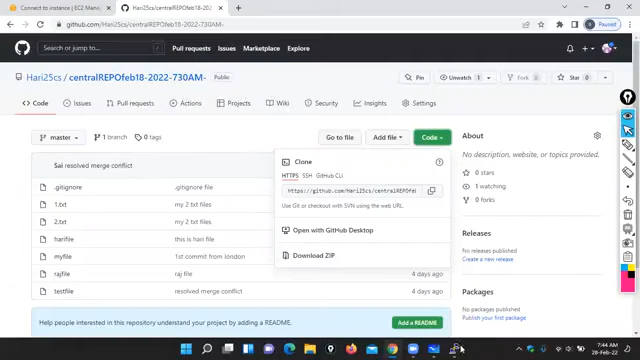 Connect to instance | EC2 Manag
Hari25cs/centralREPOfeb18-2022-
github.com/Hari25cs/centralREPOfeb18-2022-730AM-
Paused
Search or jump to...
Pull requests Issues Marketplace Explore
Hari25cs / centralREPOfeb18-2022-730AM- Public
Pin Unwatch 1 Fork 0 Star 0
Code Issues Pull requests Actions Projects Wiki Security Insights Settings
master 1 branch 0 tags Go to file Add file Code
Sai resolved merge conflict
.gitignore .gitignore file
1.txt my 2 txt files
2.txt my 2 txt files
harifile this is hari file
myfile 1st commit from london
rajfile raj file 4 days ago
testfile resolved merge conflict 4 days ago
Clone
HTTPS SSH GitHub CLI
https://github.com/Hari25cs/centralREPOfel
Use Git or checkout with SVN using the web URL.
Open with GitHub Desktop
Download ZIP
Help people interested in this repository understand your project by adding a README. Add a README
About
No description, website, or topics provided.
0 stars
1 watching
0 forks
Releases
No releases published
Create a new release
Packages
No packages published
Publish your first package
7:44 AM
28-Feb-22